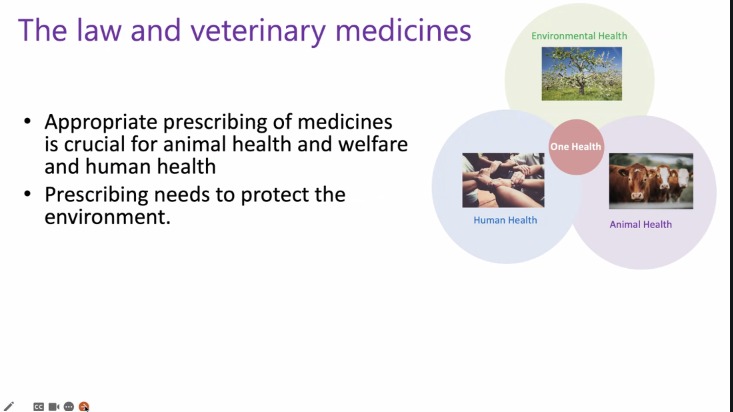 The law and veterinary medicines
• Appropriate prescribing of medicines
is crucial for animal health and welfare
and human health
• Prescribing needs to protect the
environment.
Environmental Health
One Health
Human Health
Animal Health
CC